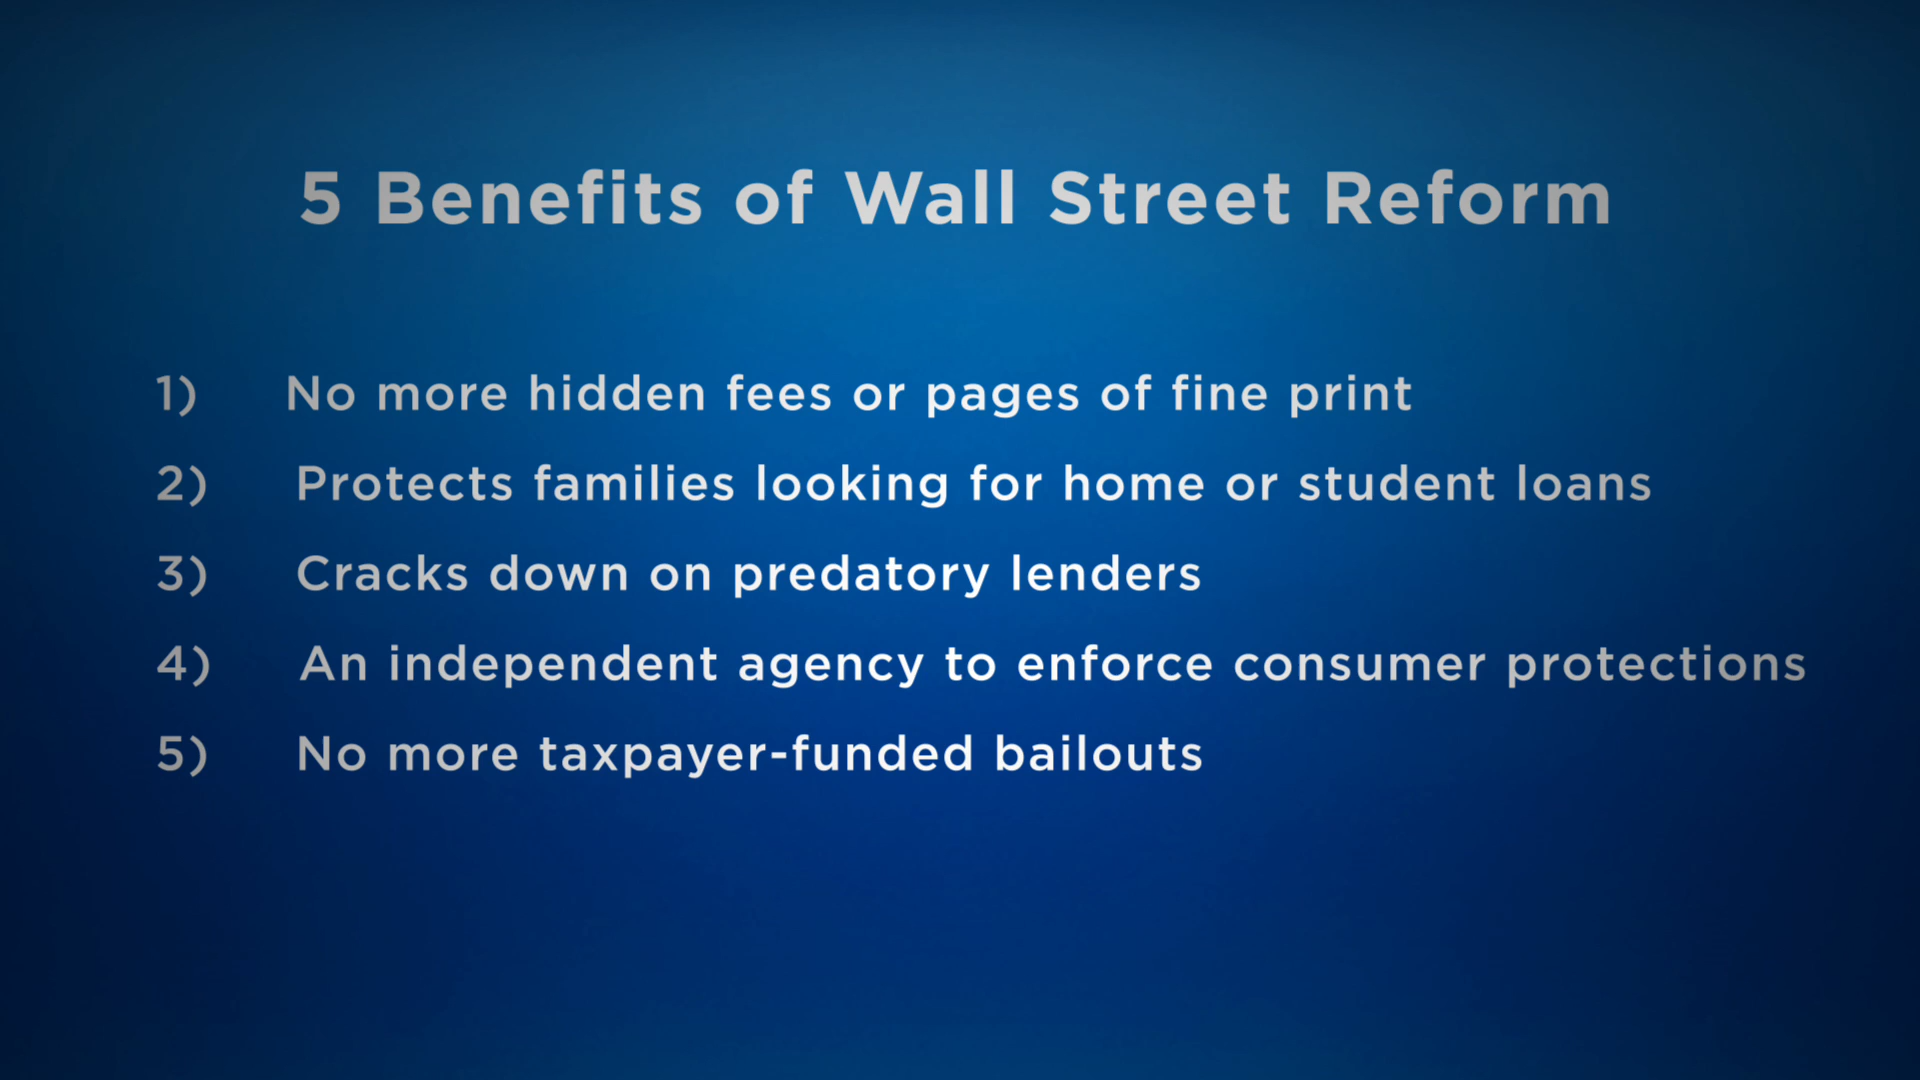 5 Benefits of Wall Street Reform
1) No more hidden fees or pages of fine print
2) Protects families looking for home or student loans
3) Cracks down on predatory lenders
4) An independent agency to enforce consumer protections
5) No more taxpayer-funded bailouts